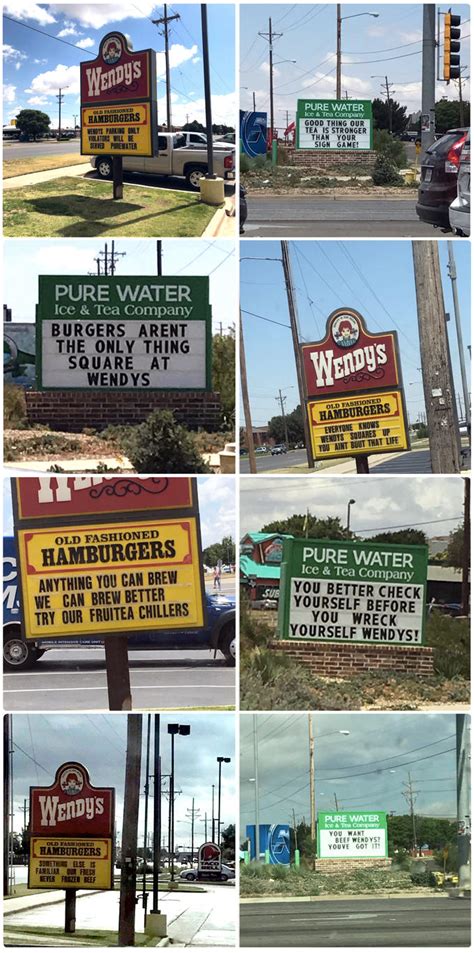 WENDY'S
OLD FASHIONED
HAMBURGERS
WENDYS PARKING ONLY
VIOLATORS WILL BE
SERVED PUREWATER
PURE WATER
Ice & Tea Company
GOOD THING OUR
TEA IS STRONGER
THAN YOUR
SIGN GAME!
PURE WATER
Ice & Tea Company
BURGERS ARENT
THE ONLY THING
SQUARE AT
WENDYS
WENDY'S
OLD FASHIONED
HAMBURGERS
EVERYONE KNOWS
WENDYS SQUARES UP
YOU AINT BOUT THAT LIFE
WENDY'S
OLD FASHIONED
HAMBURGERS
ANYTHING YOU CAN BREW
WE CAN BREW BETTER
TRY OUR FRUITEA CHILLERS
PURE WATER
Ice & Tea Company
YOU BETTER CHECK
YOURSELF BEFORE
YOU WRECK
YOURSELF WENDYS!
SUB
WENDY'S
OLD FASHIONED
HAMBURGERS
SOMETHING ELSE IS
FAMILIAR. OUR FRESH
NEVER FROZEN BEEF
PURE WATER
Ice & Tea Company
YOU WANT
BEEF WENDYS?
YOUVE GOT IT!